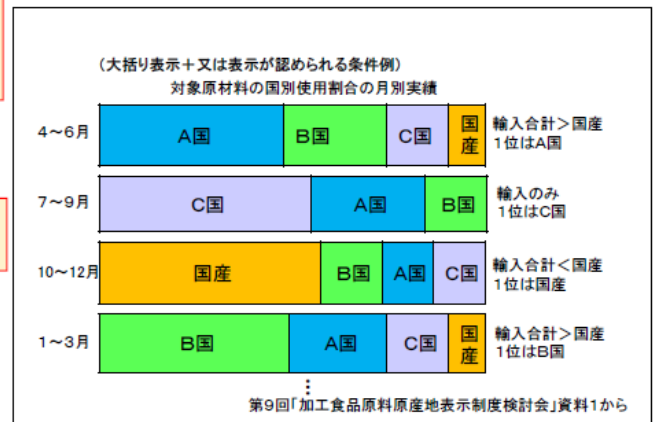 （大括り表示＋又は表示が認められる条件例）
対象原材料の国別使用割合の月別実績
4～6月 A国 B国 C国 国産 輸入合計＞国産
1位はA国
7～9月 C国 A国 B国 輸入のみ
1位はC国
10～12月 国産 B国 A国 C国 輸入合計＜国産
1位は国産
1～3月 B国 A国 C国 国産 輸入合計＞国産
1位はB国
⋮
第9回「加工食品原料原産地表示制度検討会」資料1から